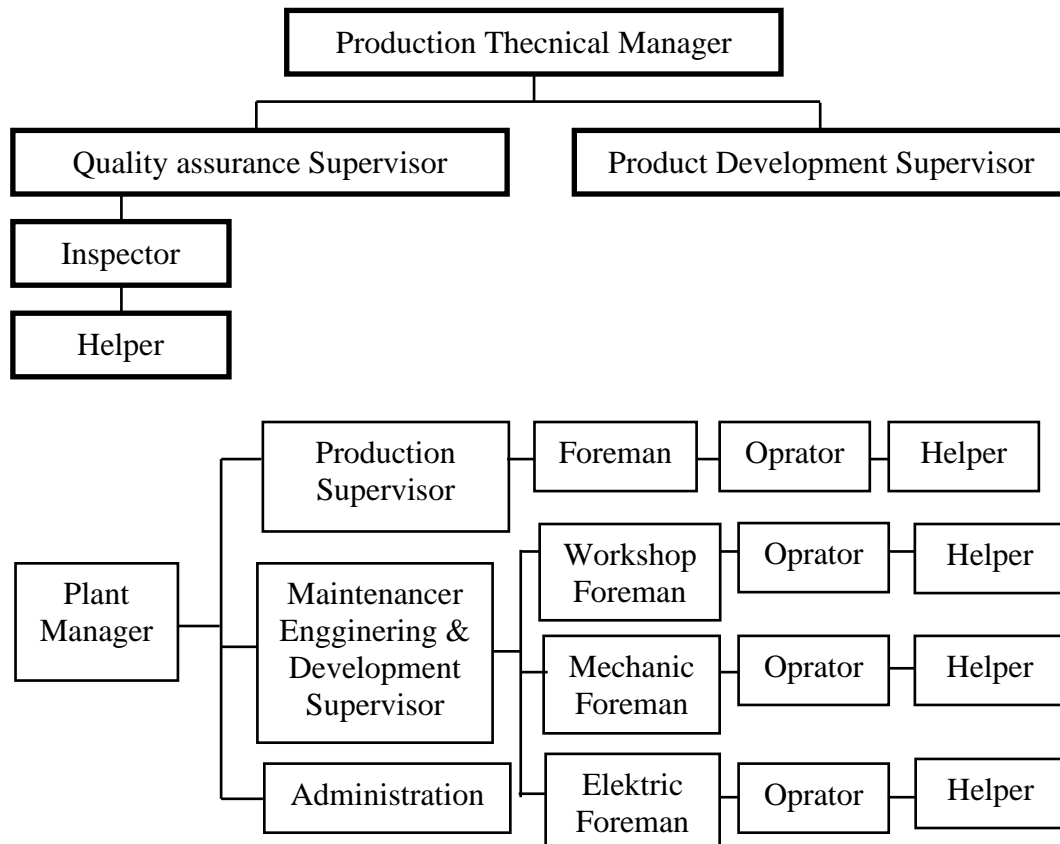 Production Thecnical Manager
Quality assurance Supervisor
Product Development Supervisor
Inspector
Helper
Production
Supervisor
Foreman
Oprator
Helper
Plant
Manager
Maintenancer
Engginering &
Development
Supervisor
Workshop
Foreman
Oprator
Helper
Mechanic
Foreman
Oprator
Helper
Administration
Elektric
Foreman
Oprator
Helper